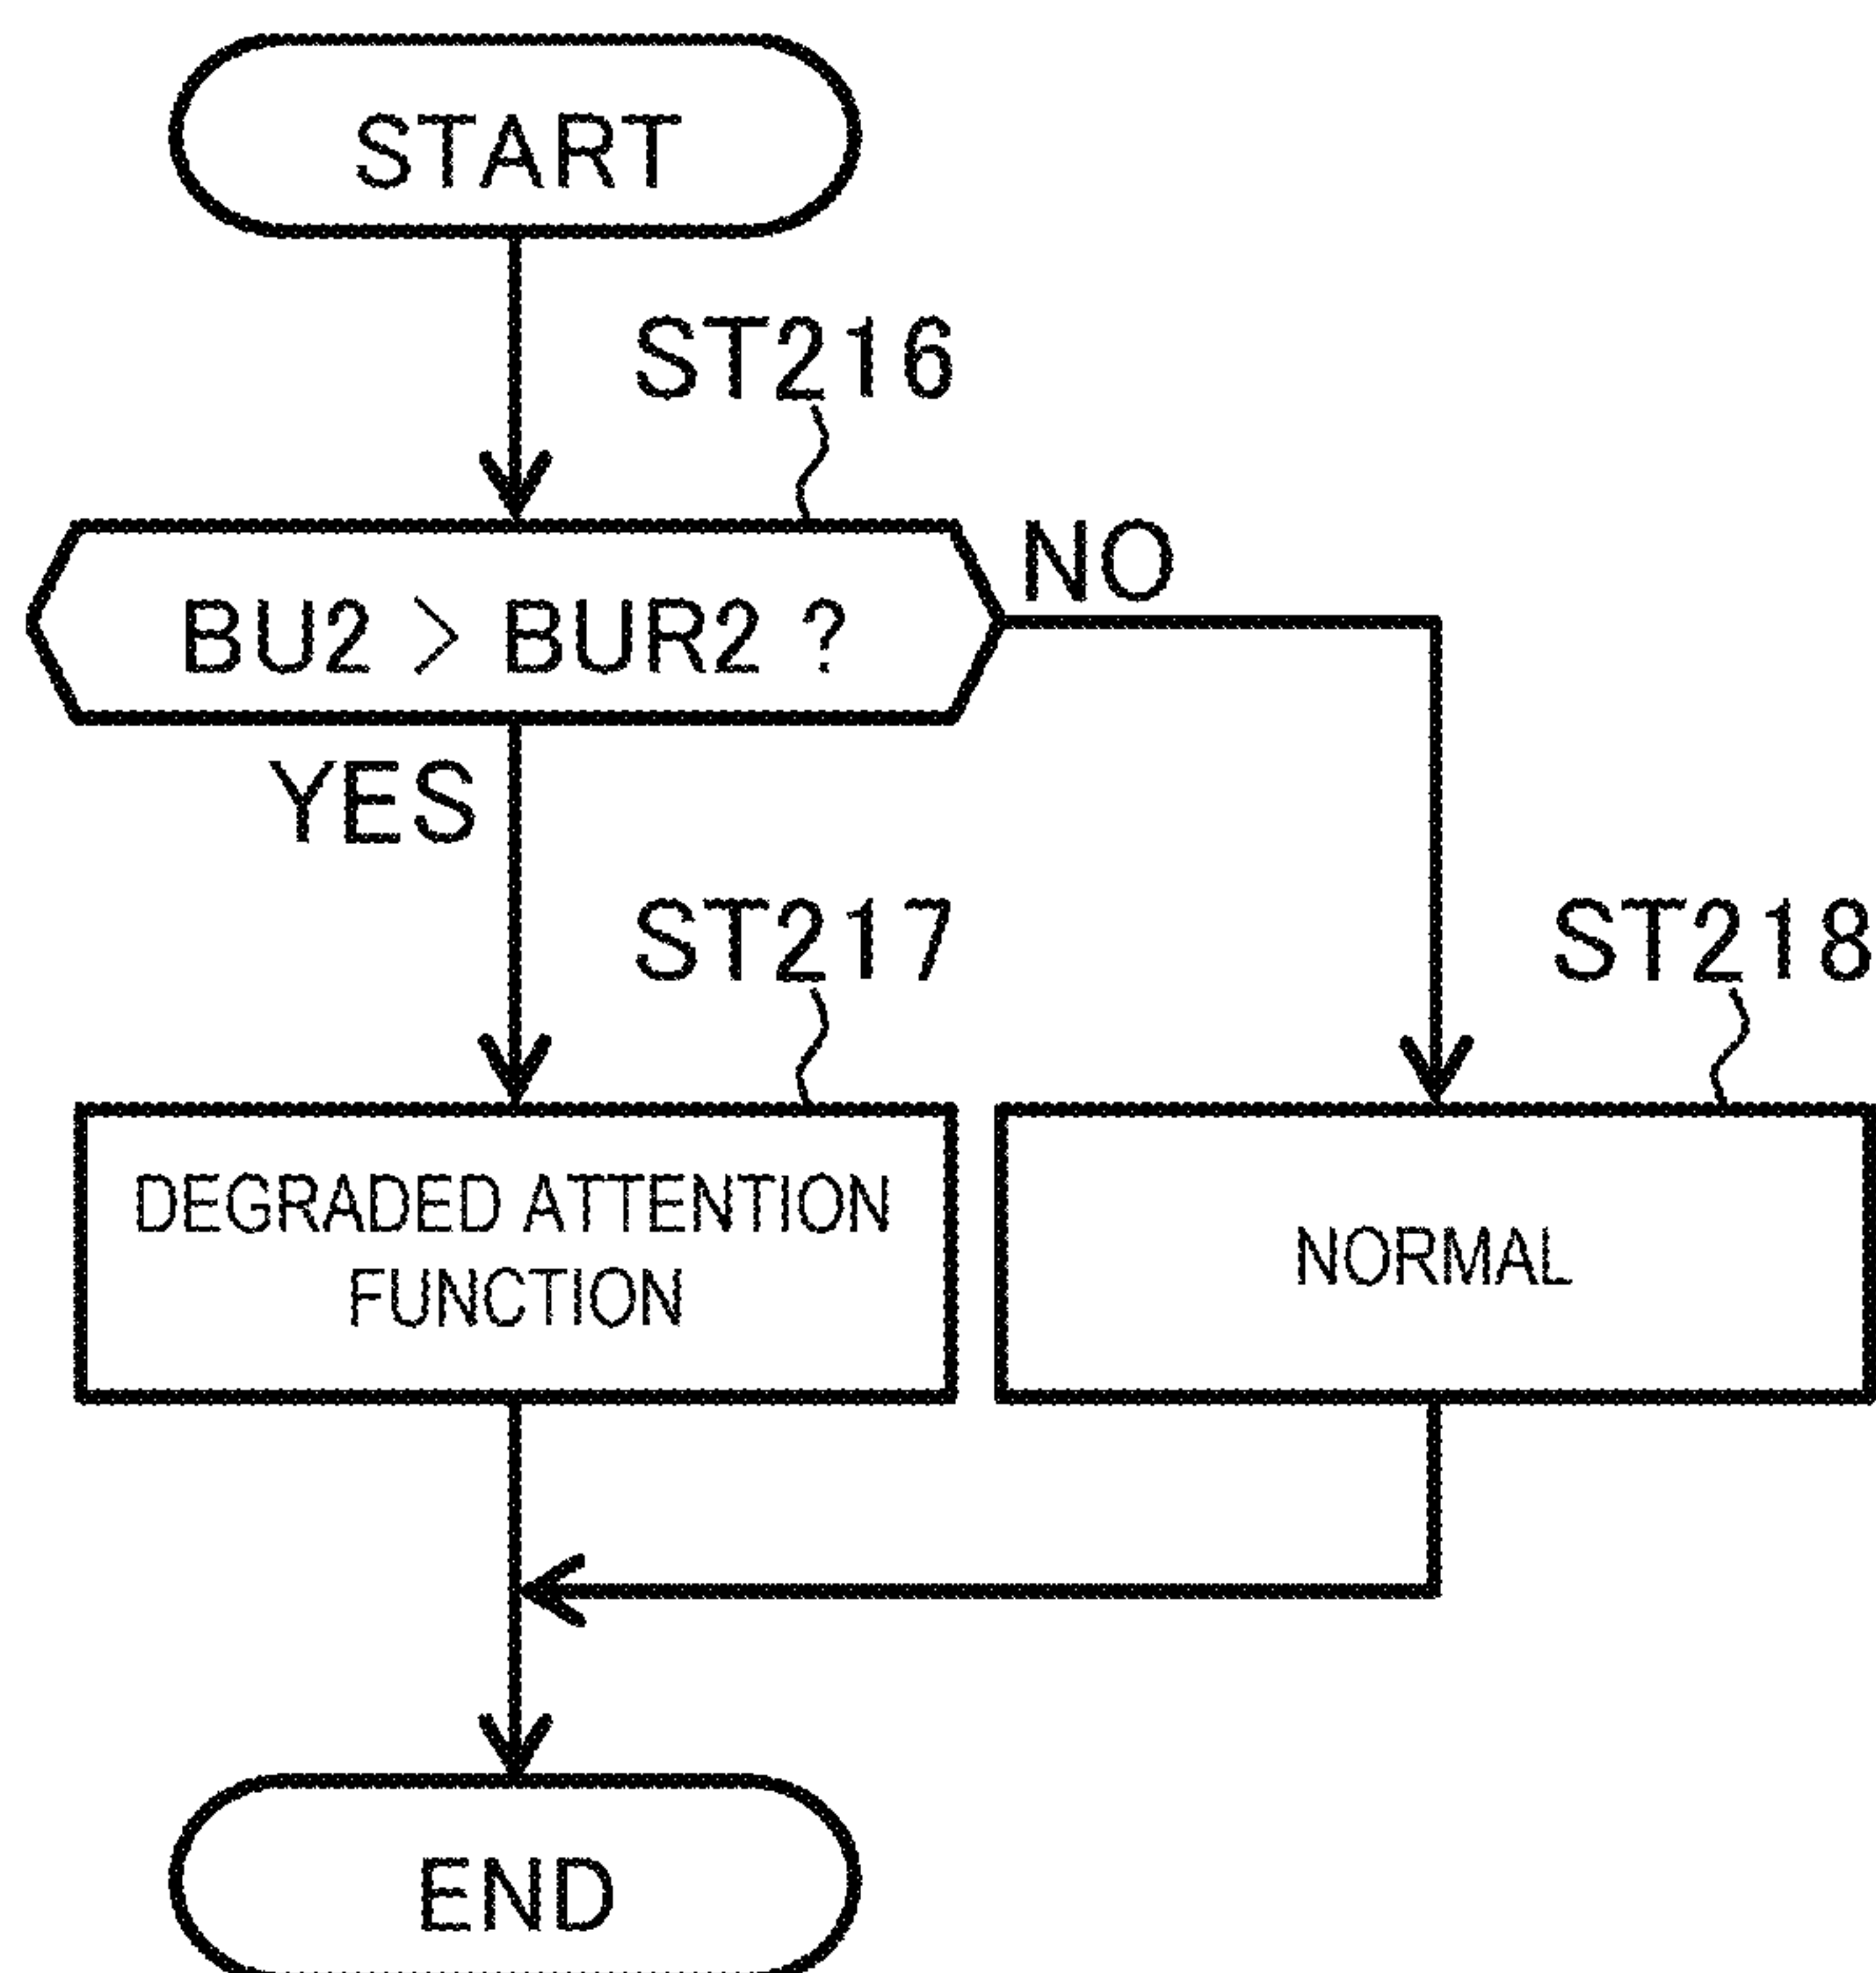 START
ST216
BU2 > BUR2 ?
NO
YES
ST217
ST218
DEGRADED ATTENTION
FUNCTION
NORMAL
END